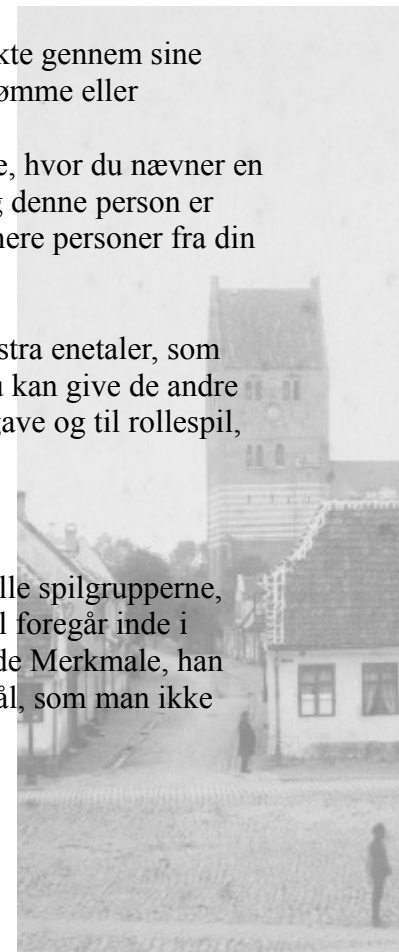 kte gennem sine
ømme eller
e, hvor du nævner en
g denne person er
nere personer fra din
stra enetaler, som
u kan give de andre
gave og til rollespil,
lle spilgrupperne,
l foregår inde i
de Merkmale, han
ål, som man ikke